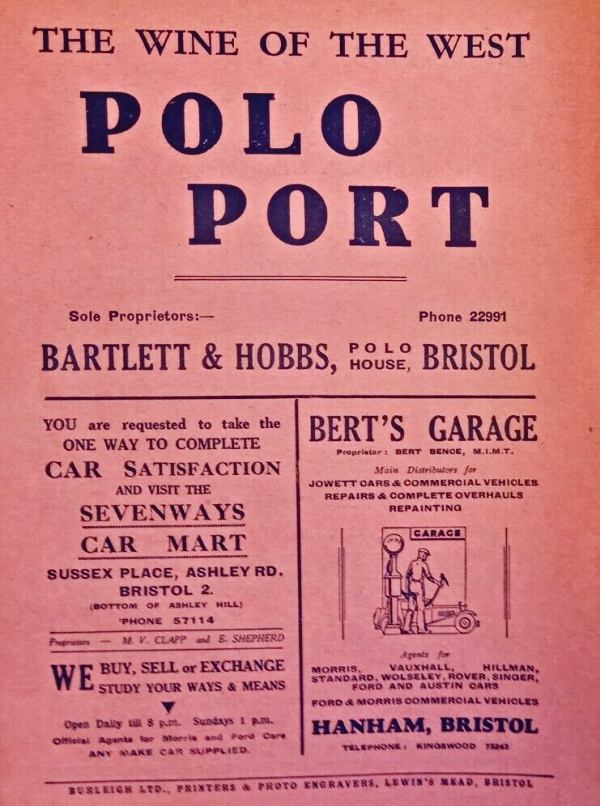 THE WINE OF THE WEST
POLO
PORT
Sole Proprietors:— Phone 22991
BARTLETT & HOBBS, POLO HOUSE, BRISTOL
YOU are requested to take the
ONE WAY TO COMPLETE
CAR SATISFACTION
AND VISIT THE
SEVENWAYS
CAR MART
SUSSEX PLACE, ASHLEY RD.
BRISTOL 2.
(BOTTOM OF ASHLEY HILL)
'PHONE 57114
Proprietors — M. V. CLAPP and E. SHEPHERD
WE BUY, SELL or EXCHANGE
STUDY YOUR WAYS & MEANS
Open Daily till 8 p.m. Sundays 1 p.m.
Official Agents for Morris and Ford Cars
ANY MAKE CAR SUPPLIED.
BERT'S GARAGE
Proprietor: BERT BENCE, M.I.M.T.
Main Distributors for
JOWETT CARS & COMMERCIAL VEHICLES
REPAIRS & COMPLETE OVERHAULS
REPAINTING
GARAGE
Agents for
MORRIS, VAUXHALL, HILLMAN,
STANDARD, WOLSELEY, ROVER, SINGER,
FORD AND AUSTIN CARS
FORD & MORRIS COMMERCIAL VEHICLES
HANHAM, BRISTOL
TELEPHONE: KINGSWOOD 73243
BURLEIGH LTD., PRINTERS & PHOTO ENGRAVERS, LEWIN'S MEAD, BRISTOL